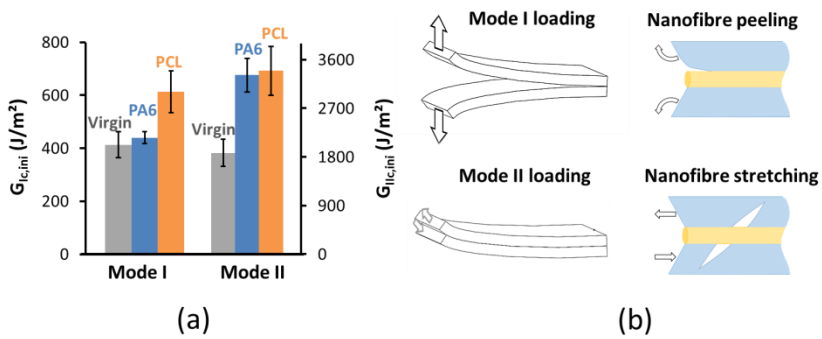 G_Ic,ini (J/m²)
800
600
400
200
0
Virgin
PA6
PCL
Virgin
PA6
PCL
3600
2700
1800
900
0
G_IIc,ini (J/m²)
Mode I
Mode II
(a)
Mode I loading
Nanofibre peeling
Mode II loading
Nanofibre stretching
(b)